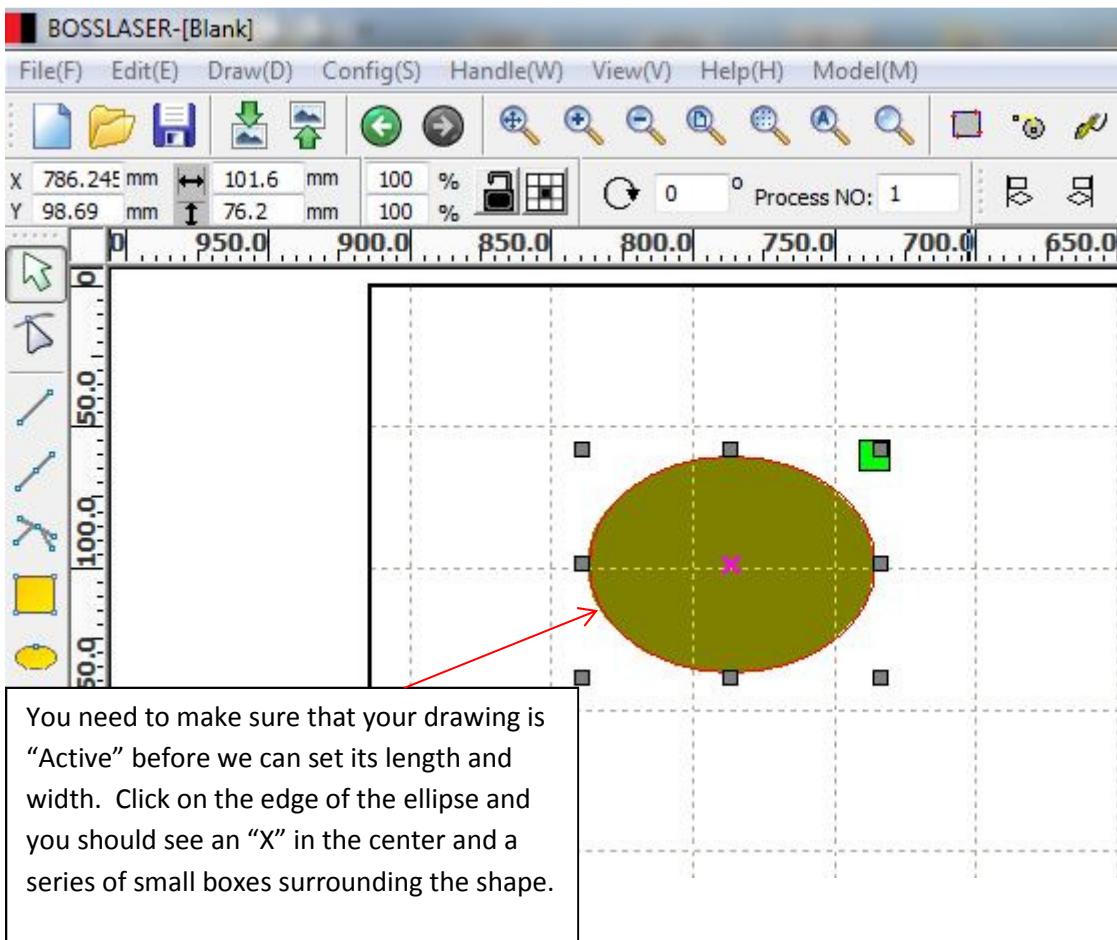 BOSSLASER-[Blank]
File(F) Edit(E) Draw(D) Config(S) Handle(W) View(V) Help(H) Model(M)
X 786.245 mm 101.6 mm 100 %
Y 98.69 mm 76.2 mm 100 %
0 ° Process NO: 1
950.0 900.0 850.0 800.0 750.0 700.0 650.0
0
50.0
100.0
You need to make sure that your drawing is
“Active” before we can set its length and
width. Click on the edge of the ellipse and
you should see an “X” in the center and a
series of small boxes surrounding the shape.